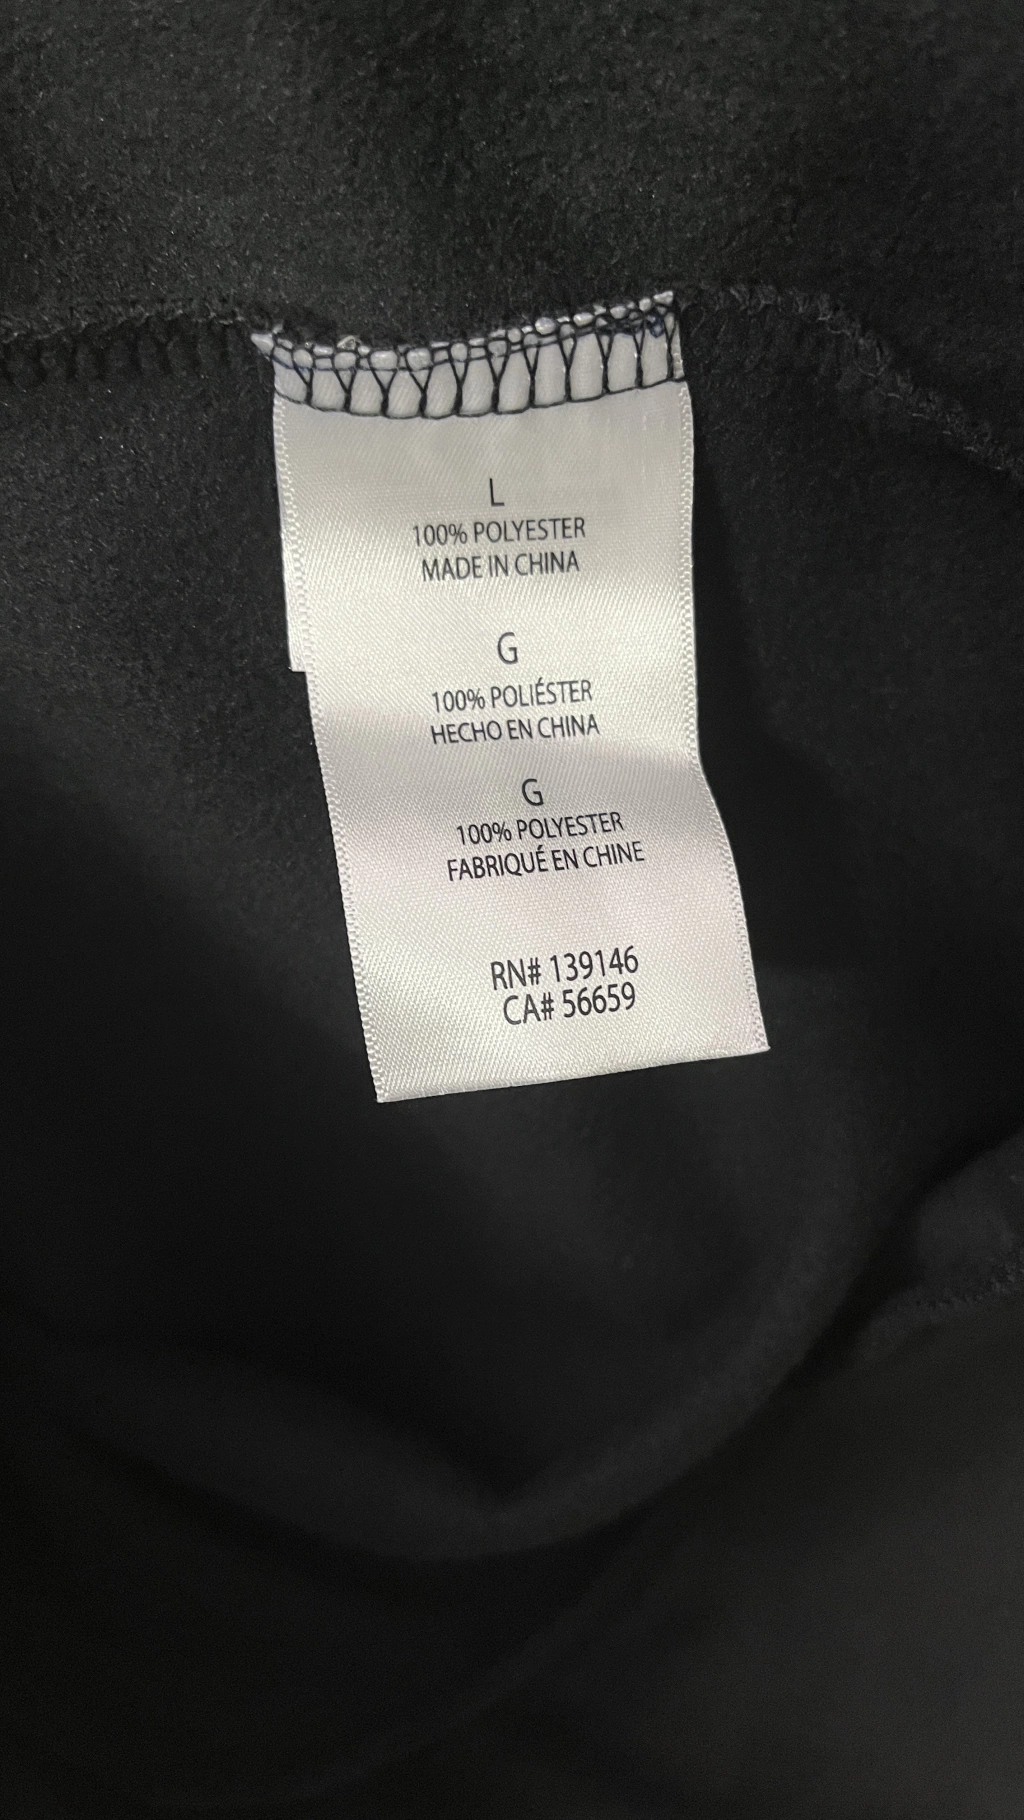 L
100% POLYESTER
MADE IN CHINA
G
100% POLIÉSTER
HECHO EN CHINA
G
100% POLYESTER
FABRIQUÉ EN CHINE
RN# 139146
CA# 56659